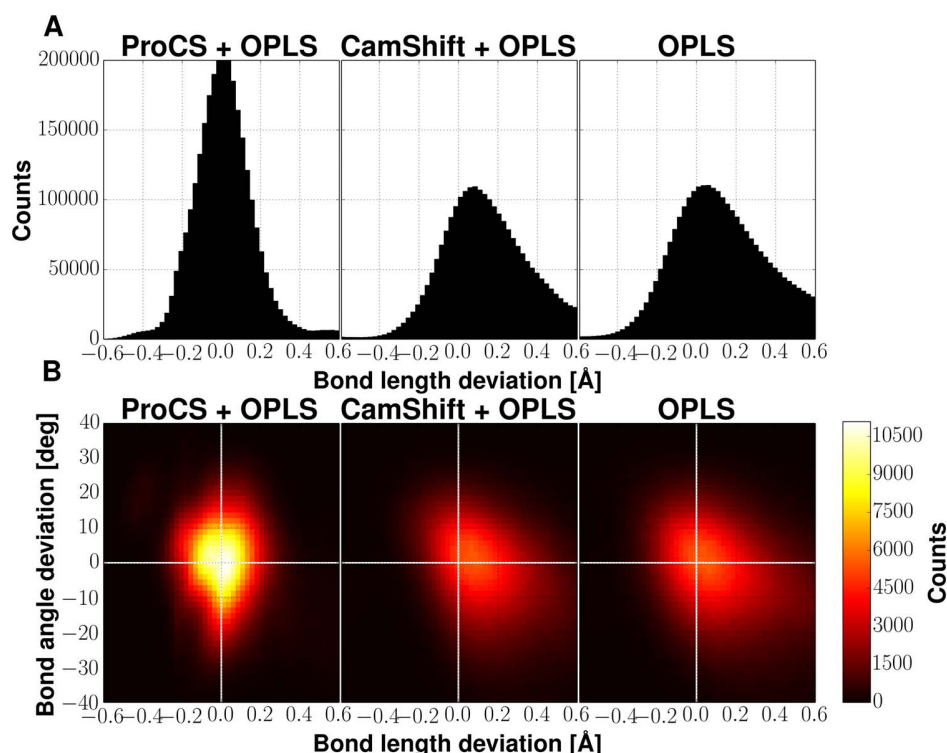 A
ProCS + OPLS CamShift + OPLS OPLS
200000
150000
100000
50000
0
Counts
−0.6 −0.4 −0.2 0.0 0.2 0.4 0.6 −0.4 −0.2 0.0 0.2 0.4 0.6 −0.4 −0.2 0.0 0.2 0.4 0.6
Bond length deviation [Å]
B
ProCS + OPLS CamShift + OPLS OPLS
40
30
20
10
0
−10
−20
−30
−40
Bond angle deviation [deg]
−0.6 −0.4 −0.2 0.0 0.2 0.4 0.6 −0.4 −0.2 0.0 0.2 0.4 0.6 −0.4 −0.2 0.0 0.2 0.4 0.6
Bond length deviation [Å]
10500
9000
7500
6000
4500
3000
1500
0
Counts